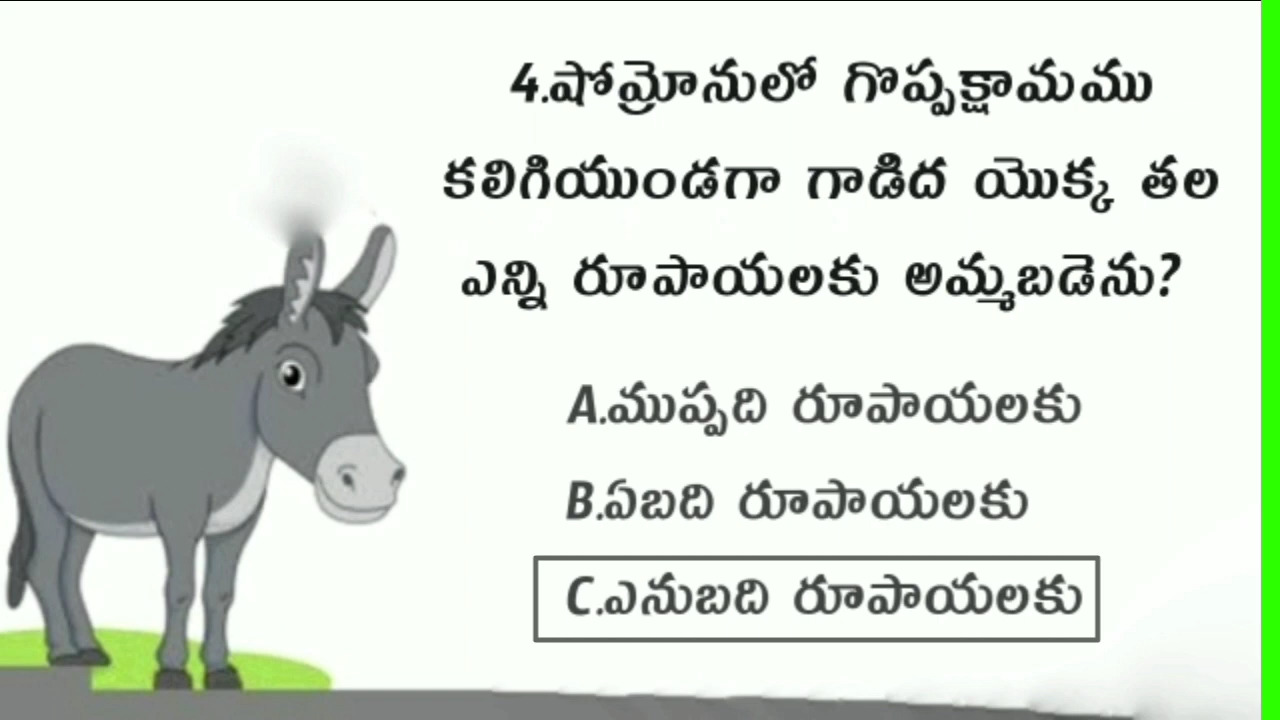 4.షోమ్రోనులో గొప్పక్షామము
కలిగియుండగా గాడిద యొక్క తల
ఎన్ని రూపాయలకు అమ్మబడెను?
A.ముప్పది రూపాయలకు
B.ఏబది రూపాయలకు
C.ఎనుబది రూపాయలకు